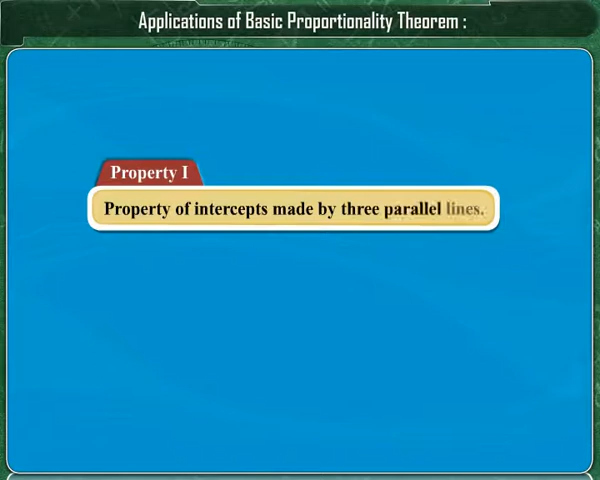 Applications of Basic Proportionality Theorem :
Property I
Property of intercepts made by three parallel lines.